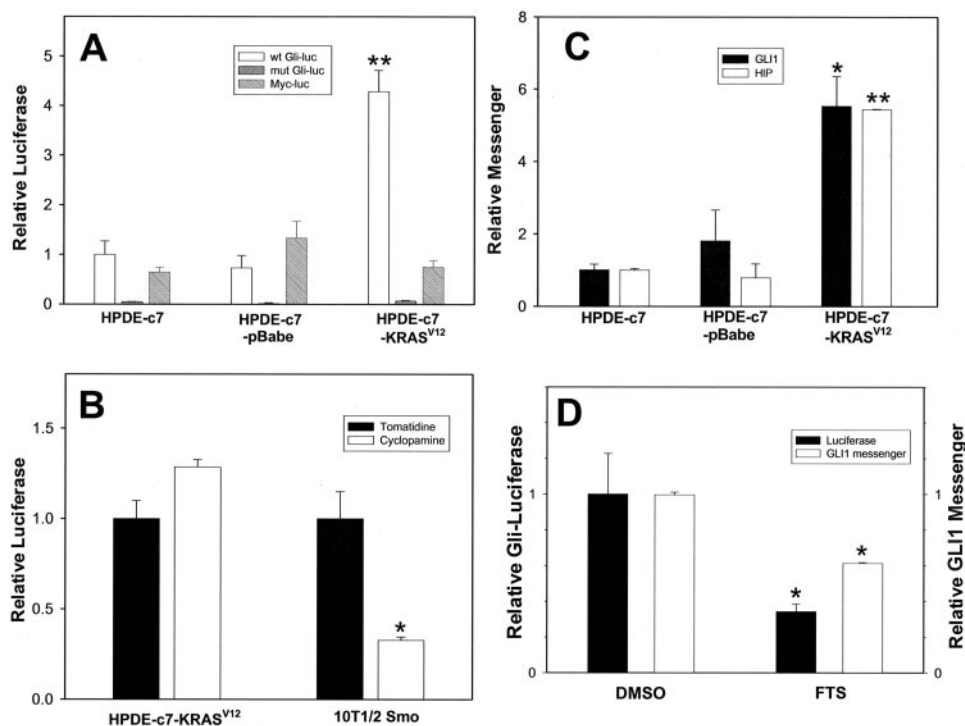 A
wt Gli-luc
mut Gli-luc
Myc-luc
**
Relative Luciferase
5
4
3
2
1
0
HPDE-c7
HPDE-c7
-pBabe
HPDE-c7
-KRASV12
C
GLI1
HIP
*
**
Relative Messenger
8
6
4
2
0
HPDE-c7
HPDE-c7
-pBabe
HPDE-c7
-KRASV12
B
Tomatidine
Cyclopamine
*
Relative Luciferase
1.5
1.0
0.5
0.0
HPDE-c7-KRASV12
10T1/2 Smo
D
Luciferase
GLI1 messenger
*
*
Relative Gli-Luciferase
1
0
Relative GLI1 Messenger
1
0
DMSO
FTS